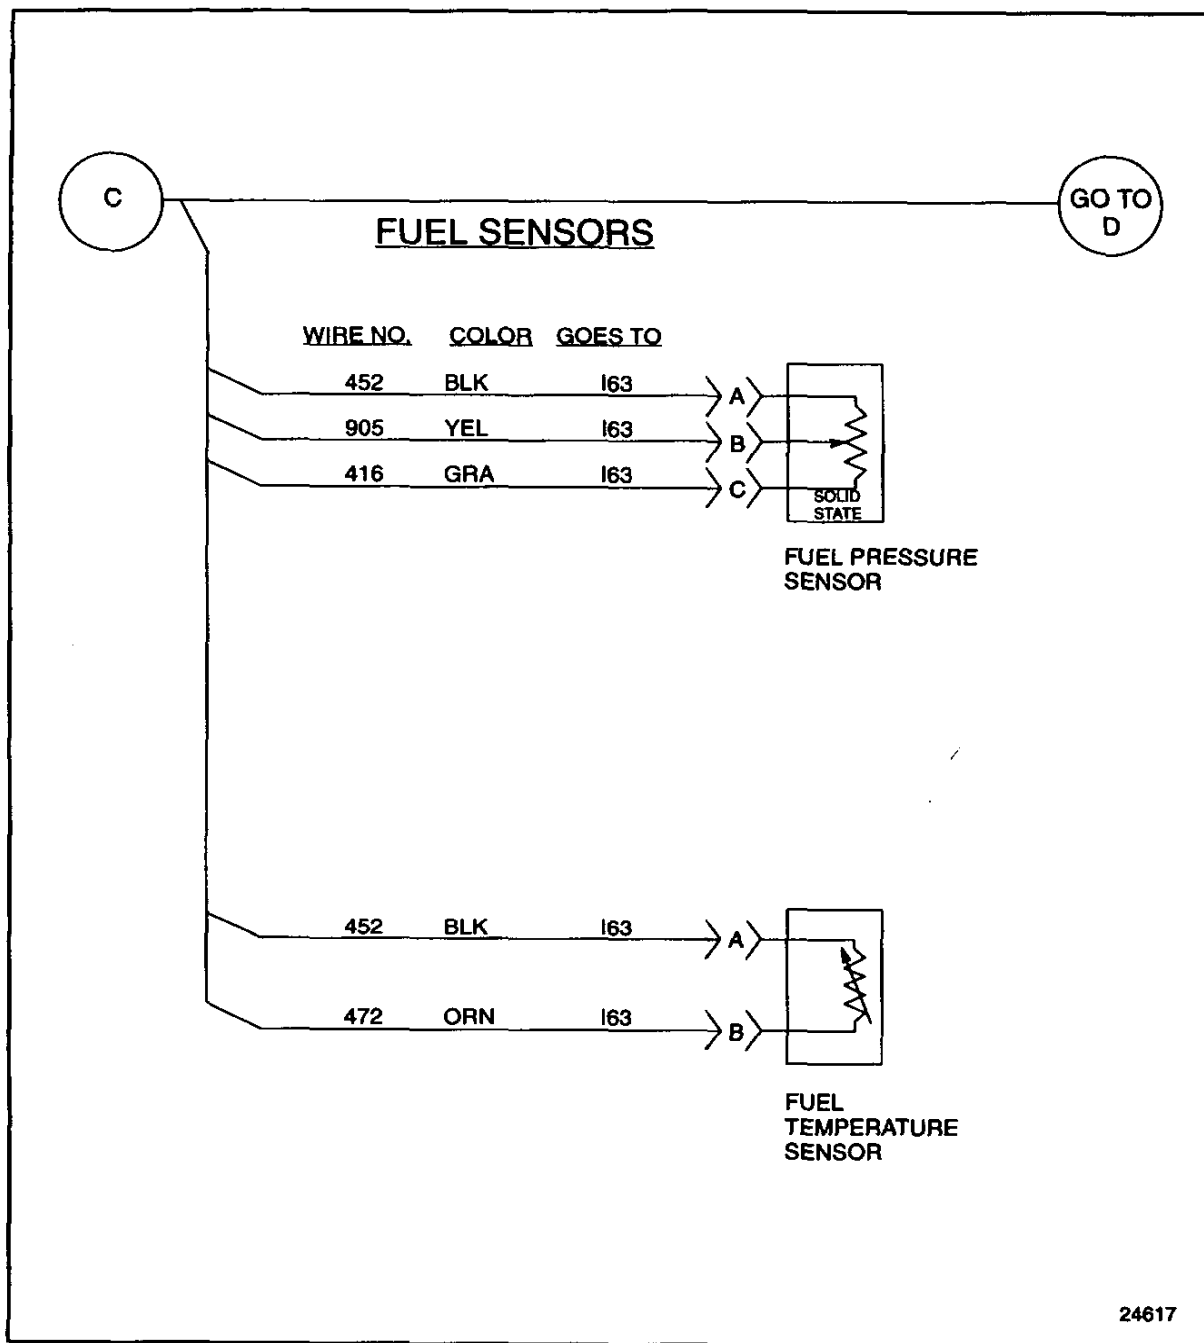 C
GO TO
D
FUEL SENSORS
WIRE NO. COLOR GOES TO
452 BLK I63 A
905 YEL I63 B
416 GRA I63 C
SOLID
STATE
FUEL PRESSURE
SENSOR
452 BLK I63 A
472 ORN I63 B
FUEL
TEMPERATURE
SENSOR
24617